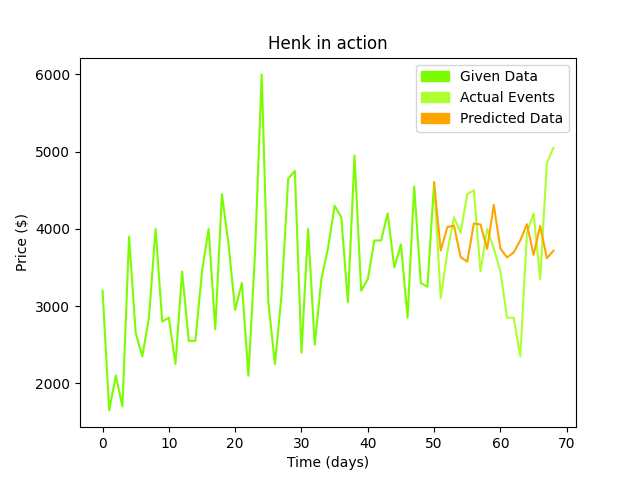 Henk in action
Given Data
Actual Events
Predicted Data
Price ($)
6000
5000
4000
3000
2000
0 10 20 30 40 50 60 70
Time (days)